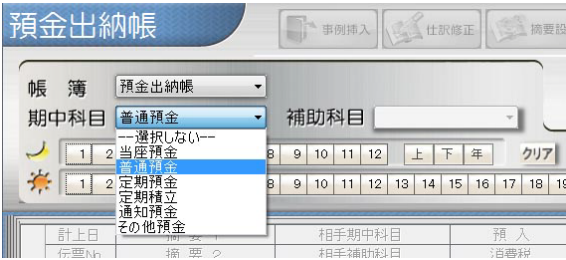 預金出納帳
事例挿入 仕訳修正 摘要設
帳簿 預金出納帳
期中科目 普通預金 補助科目
--選択しない--
当座預金
普通預金
定期預金
定期積立
通知預金
その他預金
1 2 8 9 10 11 12 上 下 年 クリア
1 2 8 9 10 11 12 13 14 15 16 17 18 19
計上日 摘要1 相手期中科目 預入
伝票No 摘要2 相手補助科目 消費税